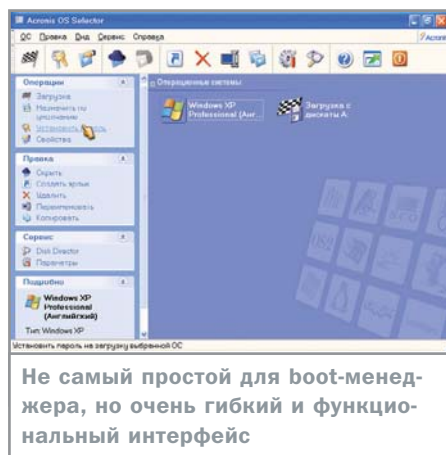 Acronis OS Selector
ОС Правка Вид Сервис Справка
Acronis
Операции
Загрузка
Назначить по
умолчанию
Установить пароль
Свойства
Правка
Скрыть
Создать ярлык
Удалить
Переименовать
Копировать
Сервис
Disk Director
Параметры
Подробно
Windows XP
Professional
(Английский)
Тип: Windows XP
Операционные системы
Windows XP
Professional (Анг...
Загрузка с
дискеты A:
Установить пароль на загрузку выбранной ОС
Не самый простой для boot-менед-
жера, но очень гибкий и функцио-
нальный интерфейс